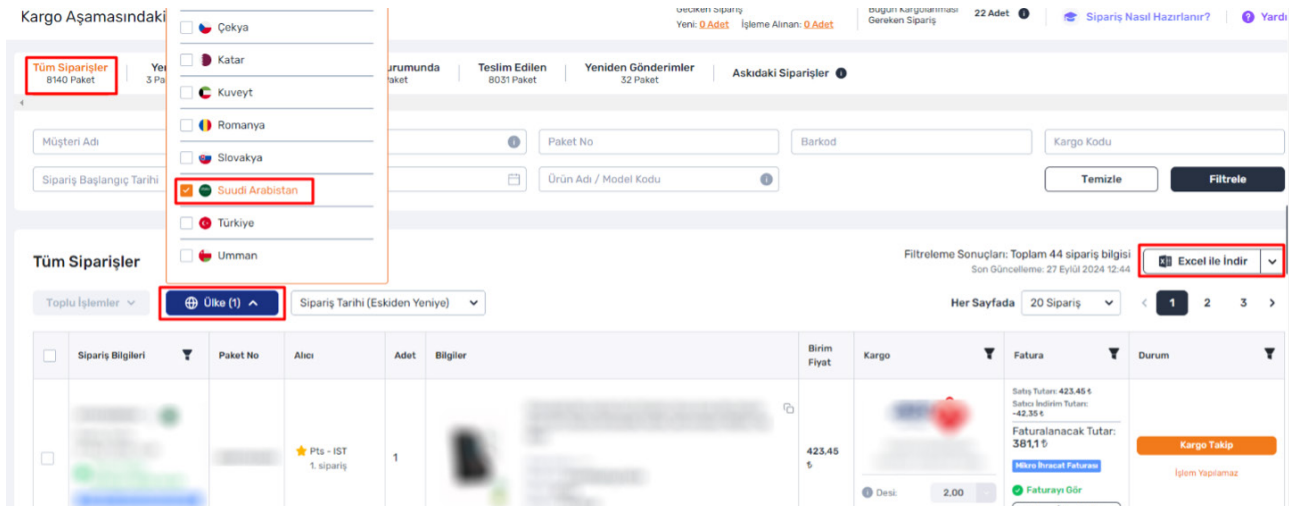 Kargo Aşamasındaki
Geciken Sipariş
Yeni: 0 Adet İşleme Alınan: 0 Adet
Bugün Kargolanması
Gereken Sipariş
22 Adet
Sipariş Nasıl Hazırlanır?
Yardı
Tüm Siparişler
8140 Paket
Ye
3 Pa
urumunda
aket
Teslim Edilen
8031 Paket
Yeniden Gönderimler
32 Paket
Askıdaki Siparişler
Çekya
Katar
Kuveyt
Romanya
Slovakya
Suudi Arabistan
Türkiye
Umman
Müşteri Adı
Paket No
Barkod
Kargo Kodu
Sipariş Başlangıç Tarihi
Ürün Adı / Model Kodu
Temizle
Filtrele
Tüm Siparişler
Filtreleme Sonuçları: Toplam 44 sipariş bilgisi
Son Güncelleme: 27 Eylül 2024 12:44
Excel ile İndir
Toplu İşlemler
Ülke (1)
Sipariş Tarihi (Eskiden Yeniye)
Her Sayfada
20 Sipariş
1 2 3
Sipariş Bilgileri
Paket No
Alıcı
Adet
Bilgiler
Birim
Fiyat
Kargo
Fatura
Durum
Pts - IST
1. sipariş
1
423,45
₺
Desi:
2,00
Satış Tutarı: 423,45 ₺
Satıcı İndirim Tutarı:
-42,35 ₺
Faturalanacak Tutar:
381,1 ₺
Mikro İhracat Faturası
Faturayı Gör
Kargo Takip
İşlem Yapılamaz